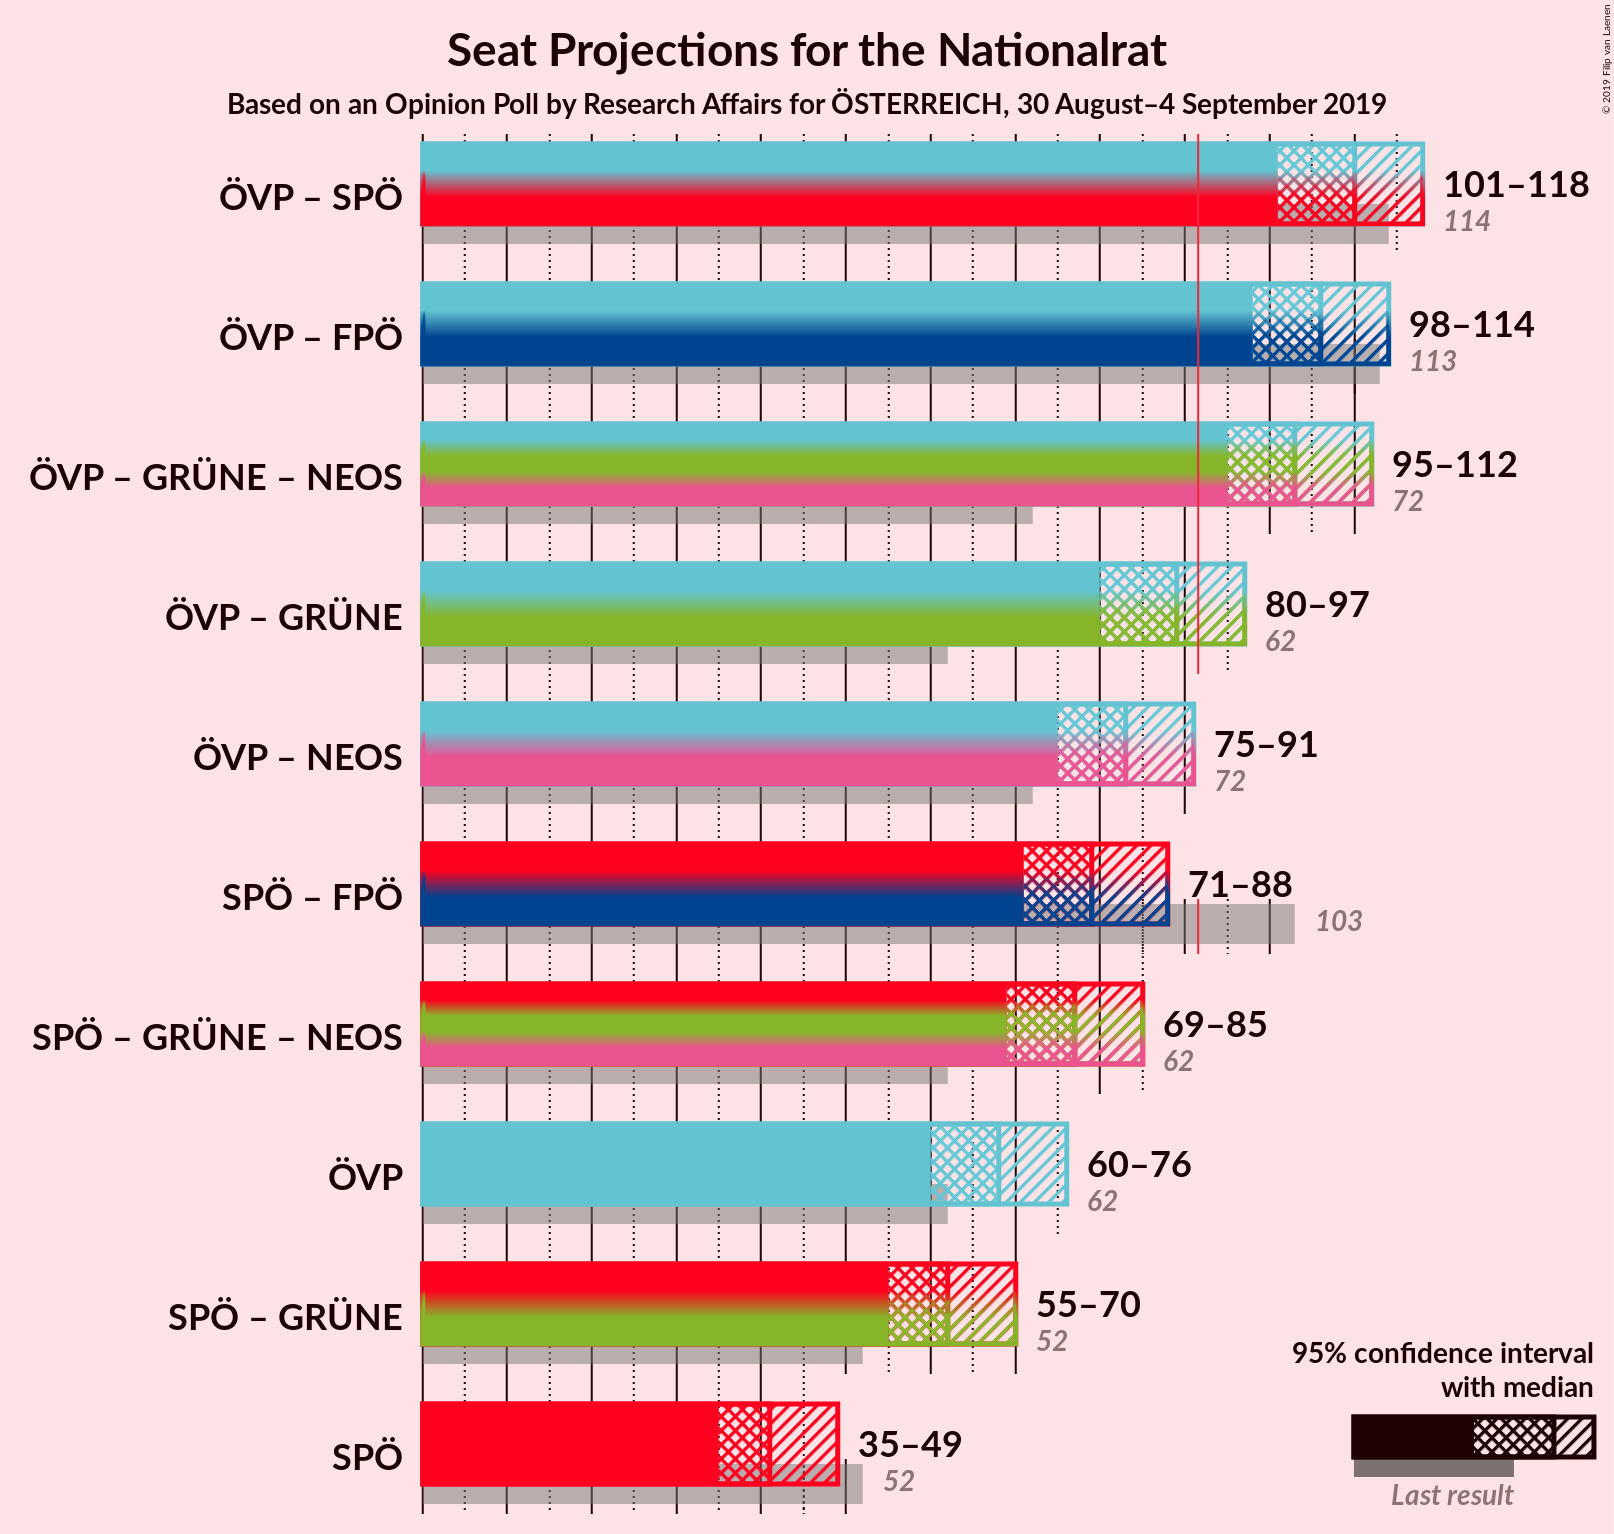 Seat Projections for the Nationalrat
Based on an Opinion Poll by Research Affairs for ÖSTERREICH, 30 August–4 September 2019
© 2019 Filip van Laenen
ÖVP – SPÖ
101–118
114
ÖVP – FPÖ
98–114
113
ÖVP – GRÜNE – NEOS
95–112
72
ÖVP – GRÜNE
80–97
62
ÖVP – NEOS
75–91
72
SPÖ – FPÖ
71–88
103
SPÖ – GRÜNE – NEOS
69–85
62
ÖVP
60–76
62
SPÖ – GRÜNE
55–70
52
SPÖ
35–49
52
95% confidence interval
with median
Last result